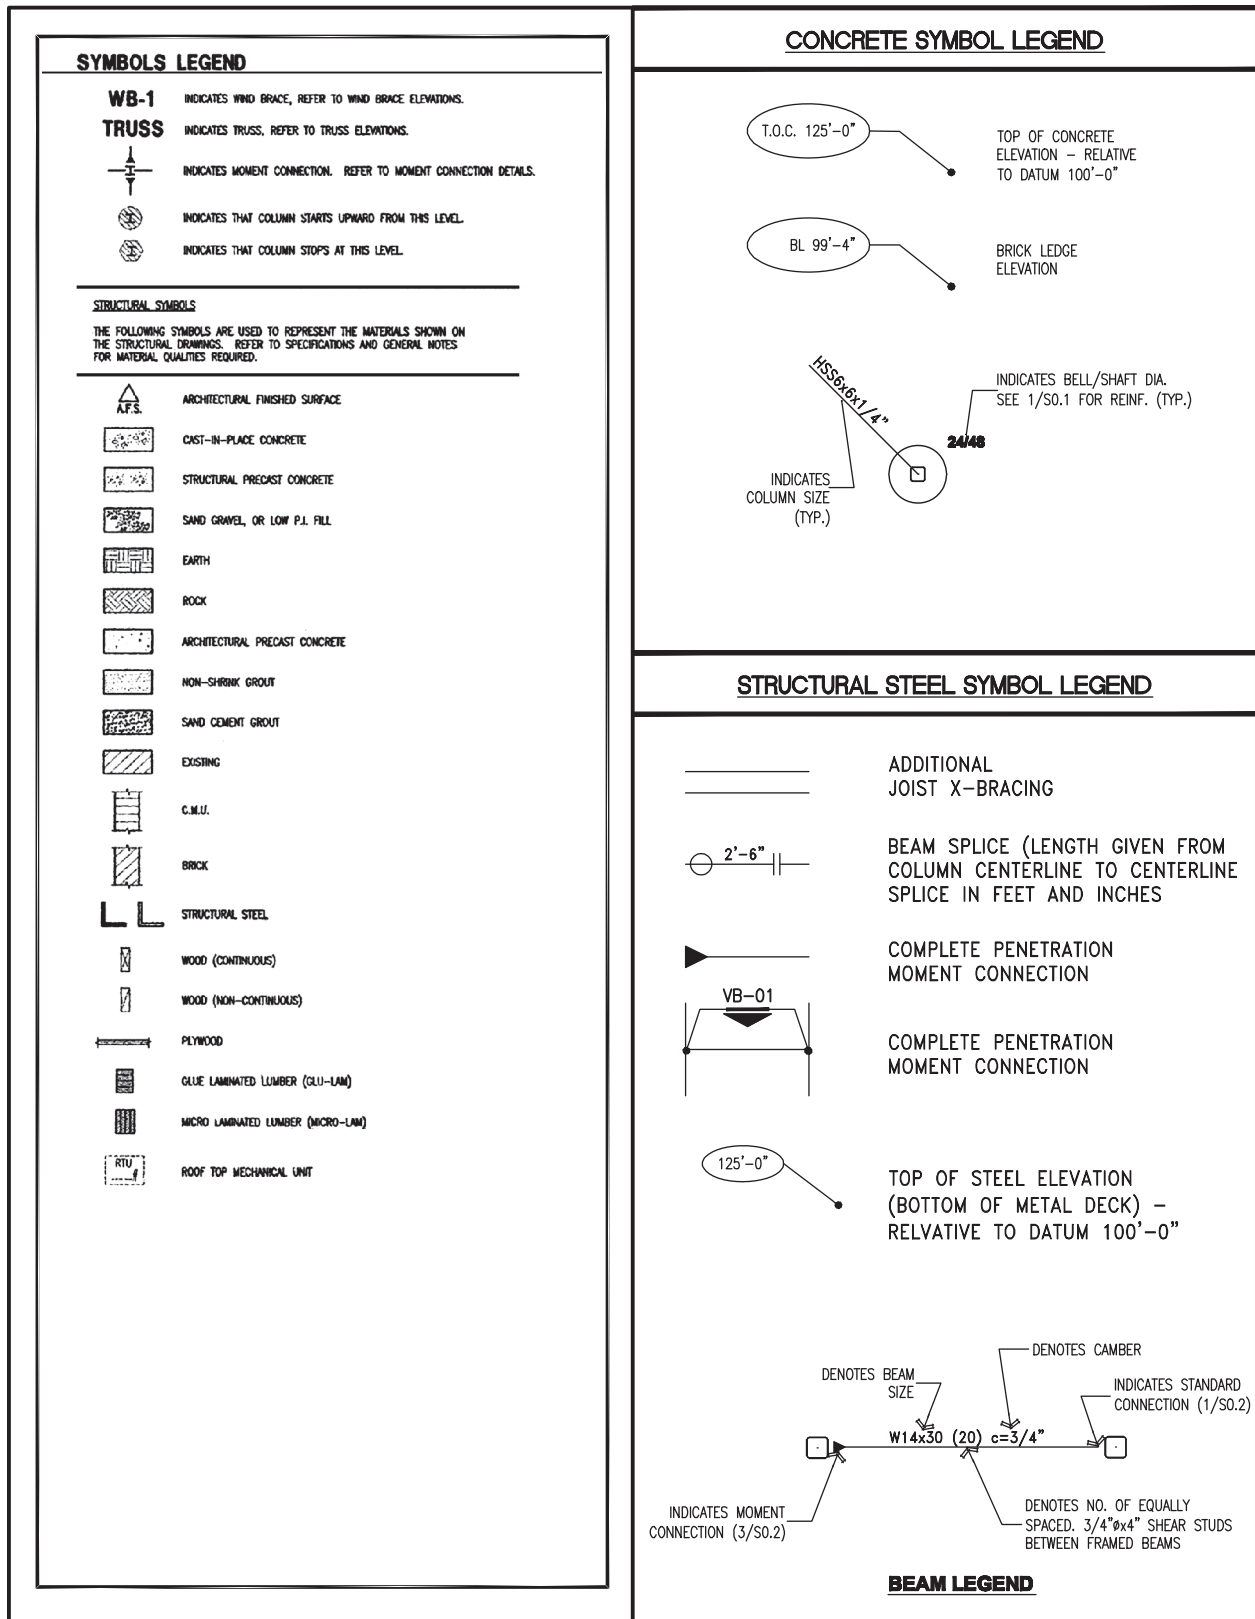 SYMBOLS LEGEND
WB-1
INDICATES WIND BRACE, REFER TO WIND BRACE ELEVATIONS.
TRUSS
INDICATES TRUSS, REFER TO TRUSS ELEVATIONS.
I
INDICATES MOMENT CONNECTION. REFER TO MOMENT CONNECTION DETAILS.
INDICATES THAT COLUMN STARTS UPWARD FROM THIS LEVEL.
INDICATES THAT COLUMN STOPS AT THIS LEVEL
STRUCTURAL SYMBOLS
THE FOLLOWING SYMBOLS ARE USED TO REPRESENT THE MATERIALS SHOWN ON
THE STRUCTURAL DRAWINGS. REFER TO SPECIFICATIONS AND GENERAL NOTES
FOR MATERIAL QUALITIES REQUIRED.
A.F.S.
ARCHITECTURAL FINISHED SURFACE
CAST-IN-PLACE CONCRETE
STRUCTURAL PRECAST CONCRETE
SAND GRAVEL, OR LOW P.I. FILL
EARTH
ROCK
ARCHITECTURAL PRECAST CONCRETE
NON-SHRINK GROUT
SAND CEMENT GROUT
EXISTING
C.M.U.
BRICK
STRUCTURAL STEEL
WOOD (CONTINUOUS)
WOOD (NON-CONTINUOUS)
PLYWOOD
GLUE LAMINATED LUMBER (GLU-LAM)
MICRO LAMINATED LUMBER (MICRO-LAM)
RTU
#
ROOF TOP MECHANICAL UNIT
CONCRETE SYMBOL LEGEND
T.O.C. 125'-0"
TOP OF CONCRETE
ELEVATION - RELATIVE
TO DATUM 100'-0"
BL 99'-4"
BRICK LEDGE
ELEVATION
HSS6x6x1/4"
INDICATES BELL/SHAFT DIA.
SEE 1/S0.1 FOR REINF. (TYP.)
24/48
INDICATES
COLUMN SIZE
(TYP.)
STRUCTURAL STEEL SYMBOL LEGEND
ADDITIONAL
JOIST X-BRACING
2'-6"
BEAM SPLICE (LENGTH GIVEN FROM
COLUMN CENTERLINE TO CENTERLINE
SPLICE IN FEET AND INCHES
COMPLETE PENETRATION
MOMENT CONNECTION
VB-01
COMPLETE PENETRATION
MOMENT CONNECTION
125'-0"
TOP OF STEEL ELEVATION
(BOTTOM OF METAL DECK) -
RELVATIVE TO DATUM 100'-0"
DENOTES CAMBER
DENOTES BEAM
SIZE
INDICATES STANDARD
CONNECTION (1/S0.2)
W14x30 (20) c=3/4"
INDICATES MOMENT
CONNECTION (3/S0.2)
DENOTES NO. OF EQUALLY
SPACED. 3/4"øx4" SHEAR STUDS
BETWEEN FRAMED BEAMS
BEAM LEGEND